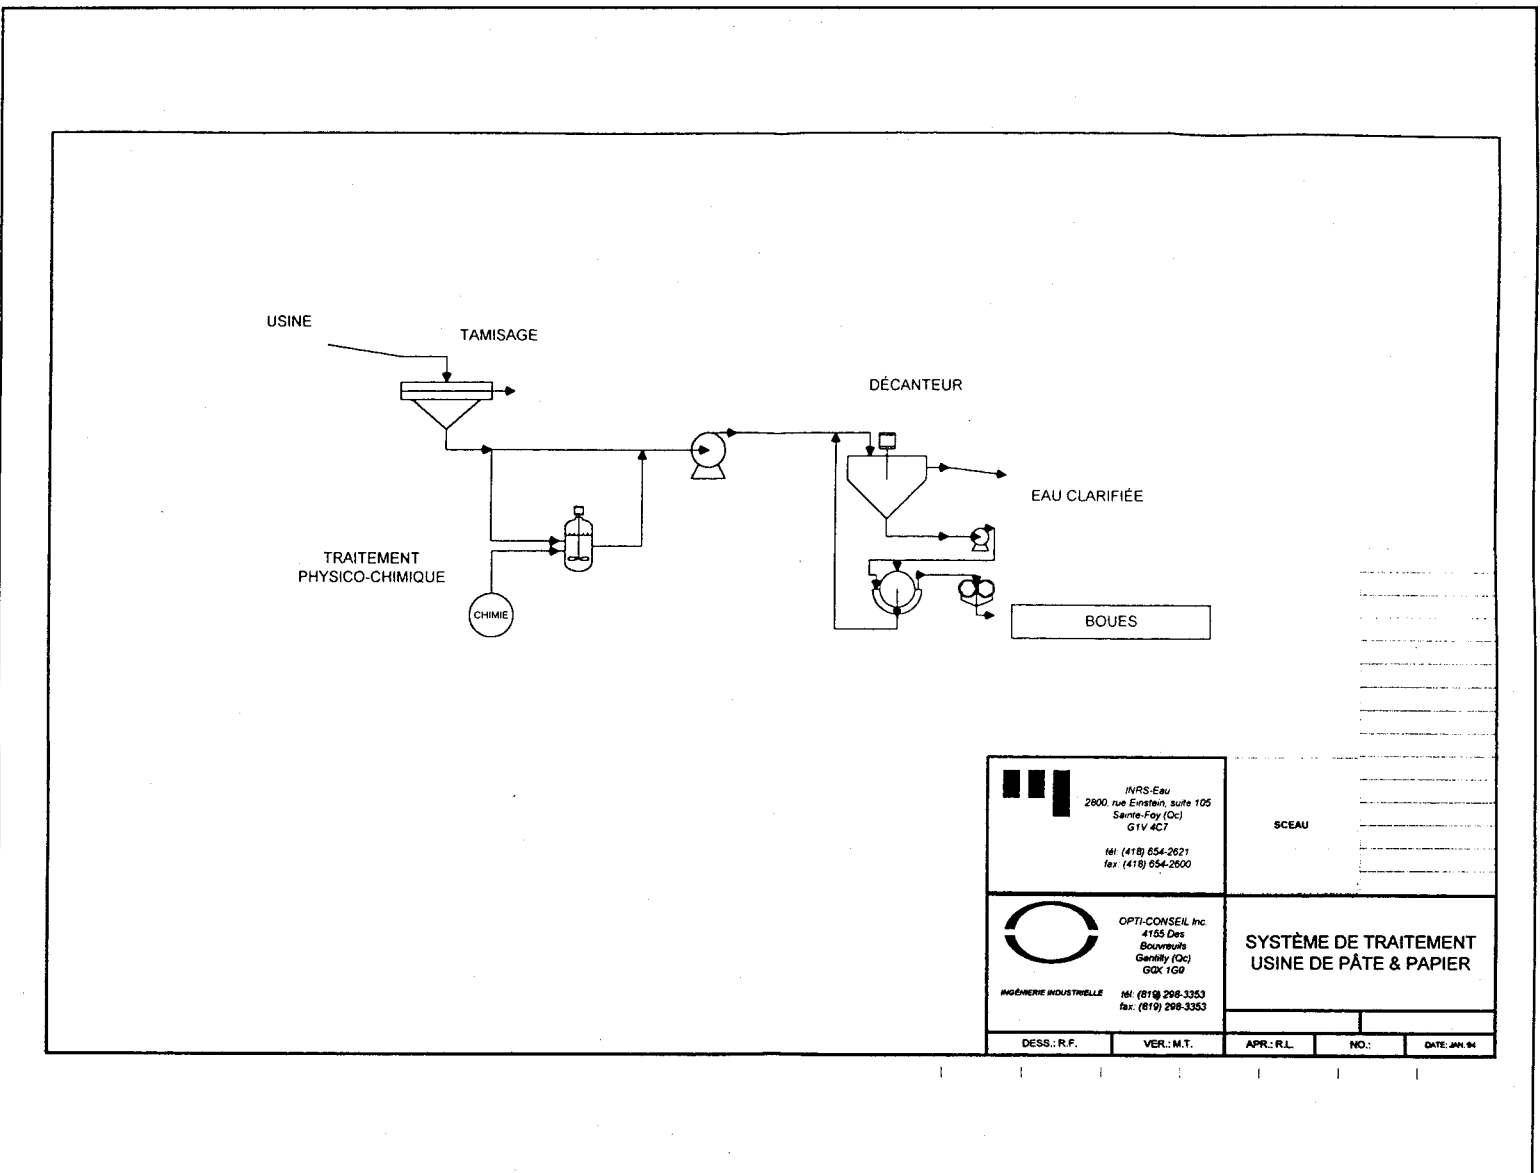 USINE
TAMISAGE
DÉCANTEUR
EAU CLARIFIÉE
TRAITEMENT
PHYSICO-CHIMIQUE
CHIMIE
BOUES
INRS-Eau
2800, rue Einstein, suite 105
Sainte-Foy (Qc)
G1V 4C7
tél: (418) 654-2621
fax: (418) 654-2600
SCEAU
OPTI-CONSEIL Inc.
4155 Des
Bouvreuils
Gentilly (Qc)
G0X 1G0
INGÉNIERIE INDUSTRIELLE
tél: (819) 298-3353
fax: (819) 298-3353
SYSTÈME DE TRAITEMENT
USINE DE PÂTE & PAPIER
DESS.: R.F.
VER.: M.T.
APR.: R.L.
NO.:
DATE: JAN. 94